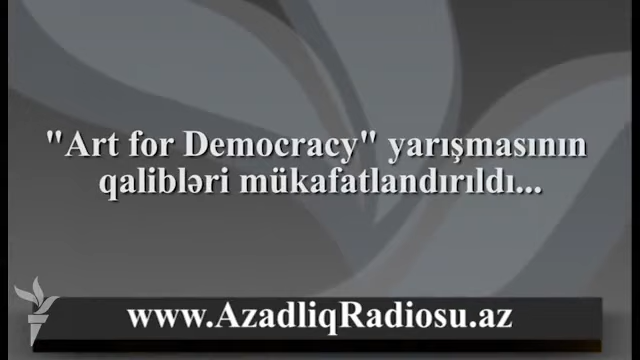 "Art for Democracy" yarışmasının
qalibləri mükafatlandırıldı...
www.AzadliqRadiosu.az